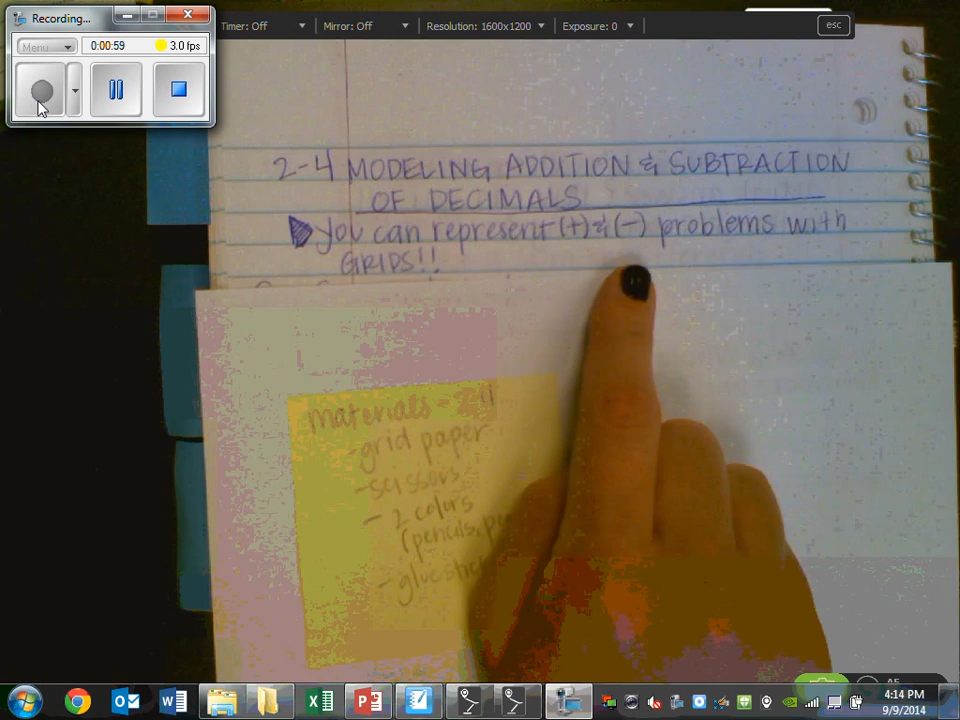 Recording...
Menu
0:00:59
3.0 fps
Timer: Off
Mirror: Off
Resolution: 1600x1200
Exposure: 0
esc
2-4 MODELING ADDITION & SUBTRACTION
OF DECIMALS
You can represent (+) & (-) problems with
GRIDS!!
materials -
-grid paper
-scissors
- 2 colors
(pencils,
- glue stick
4:14 PM
9/9/2014